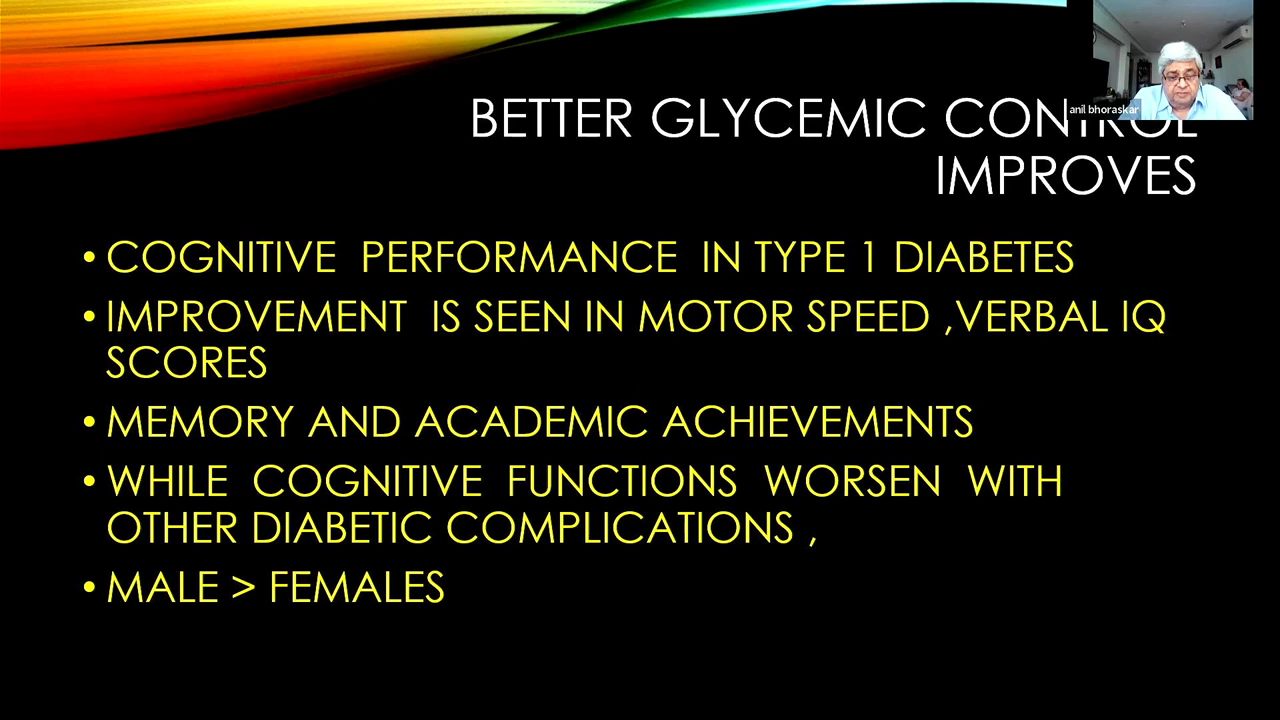 anil bhoraskar
BETTER GLYCEMIC CONTROL
IMPROVES
• COGNITIVE PERFORMANCE IN TYPE 1 DIABETES
• IMPROVEMENT IS SEEN IN MOTOR SPEED ,VERBAL IQ
SCORES
• MEMORY AND ACADEMIC ACHIEVEMENTS
• WHILE COGNITIVE FUNCTIONS WORSEN WITH
OTHER DIABETIC COMPLICATIONS ,
• MALE > FEMALES